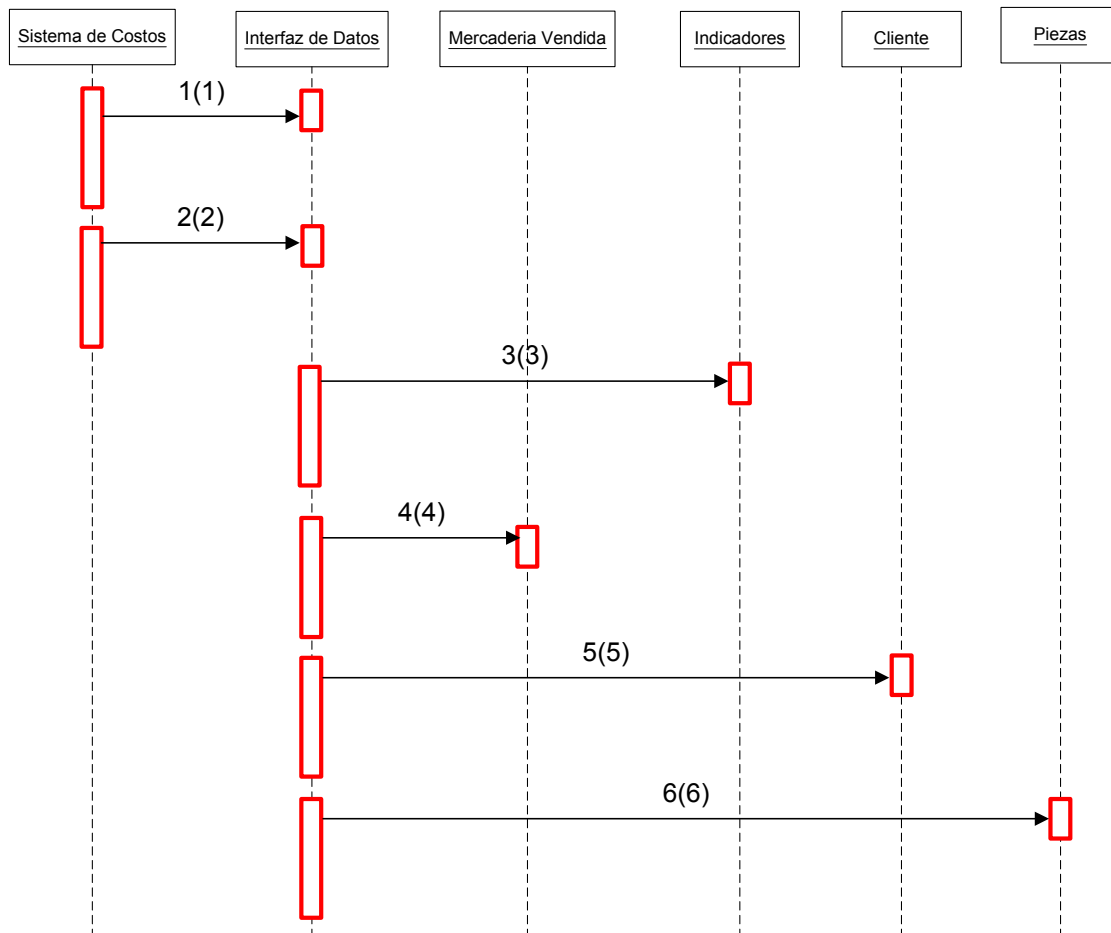 Sistema de Costos
Interfaz de Datos
Mercaderia Vendida
Indicadores
Cliente
Piezas
1(1)
2(2)
3(3)
4(4)
5(5)
6(6)